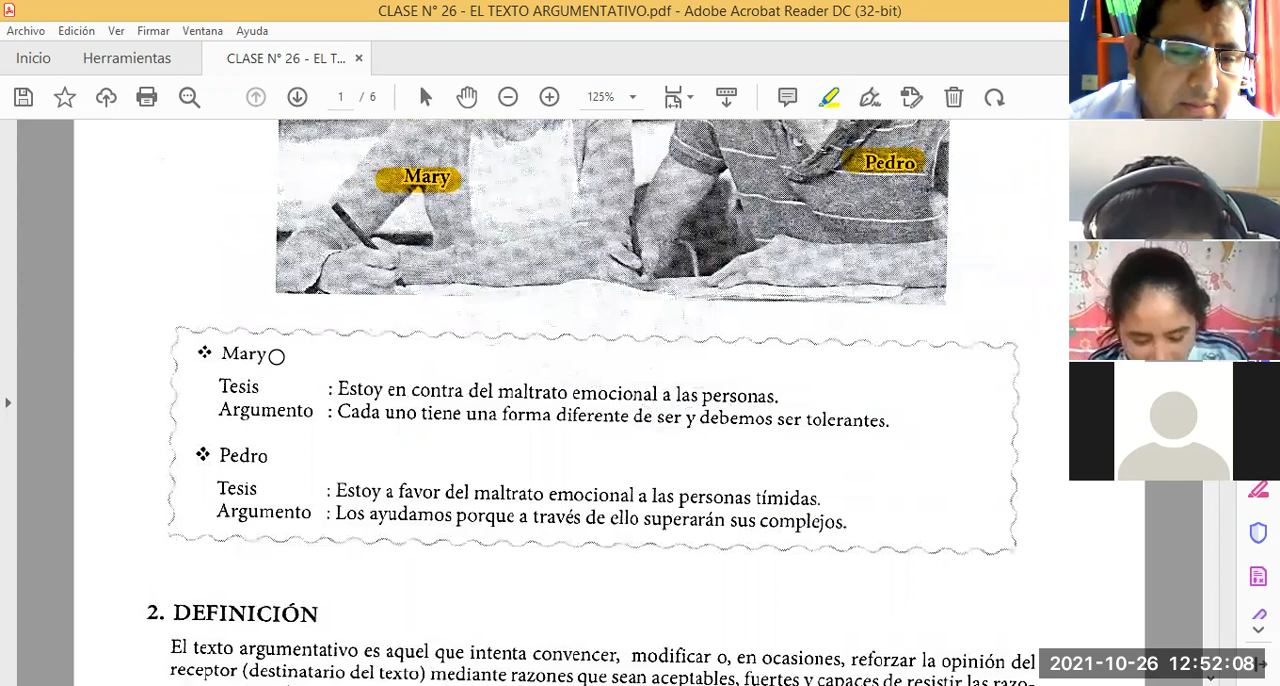 CLASE N° 26 - EL TEXTO ARGUMENTATIVO.pdf - Adobe Acrobat Reader DC (32-bit)
Archivo Edición Ver Firmar Ventana Ayuda
Inicio Herramientas CLASE N° 26 - EL T... ×
1 / 6 125%
Mary
Pedro
❖ Mary
Tesis : Estoy en contra del maltrato emocional a las personas.
Argumento : Cada uno tiene una forma diferente de ser y debemos ser tolerantes.
❖ Pedro
Tesis : Estoy a favor del maltrato emocional a las personas tímidas.
Argumento : Los ayudamos porque a través de ello superarán sus complejos.
2. DEFINICIÓN
El texto argumentativo es aquel que intenta convencer, modificar o, en ocasiones, reforzar la opinión del
receptor (destinatario del texto) mediante razones que sean aceptables, fuertes y capaces de resistir las razo-
2021-10-26 12:52:08